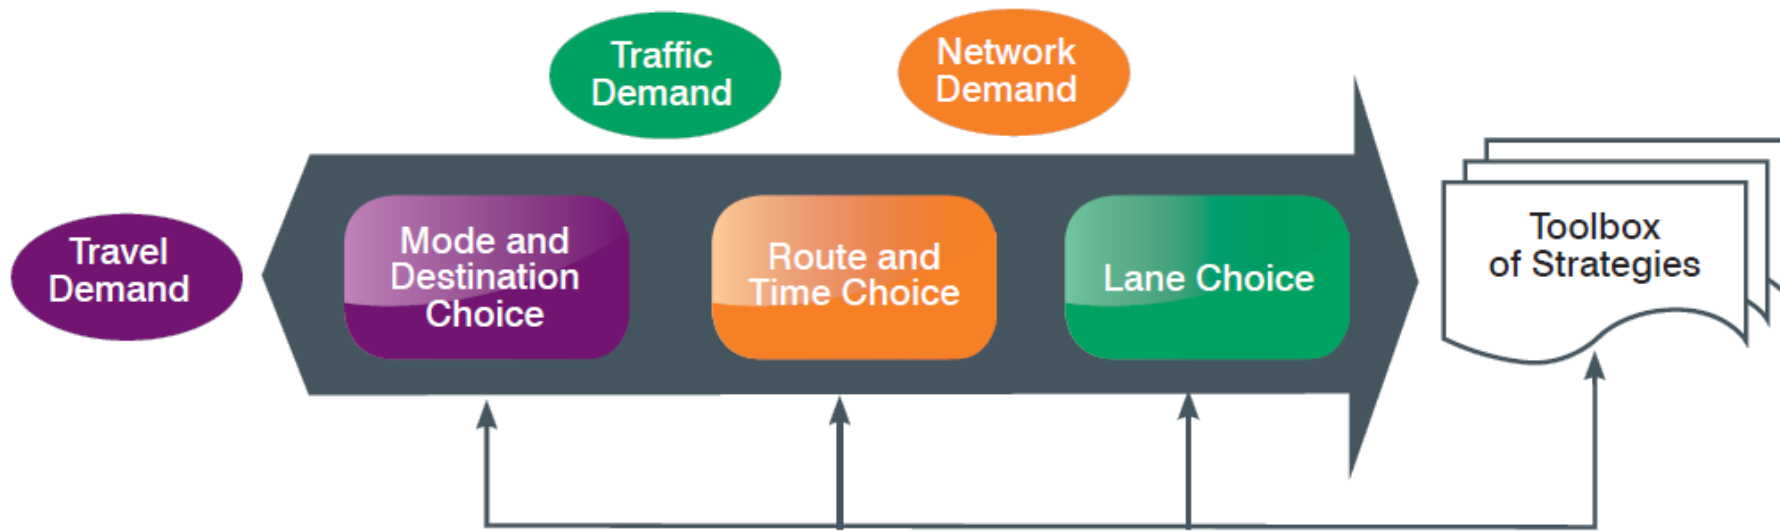 Traffic
Demand
Network
Demand
Travel
Demand
Mode and
Destination
Choice
Route and
Time Choice
Lane Choice
Toolbox
of Strategies